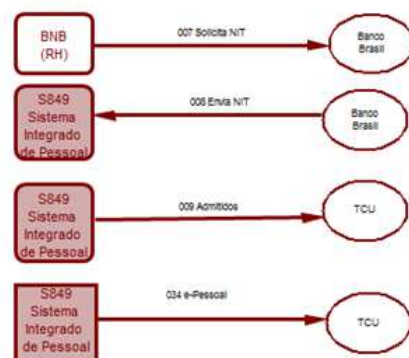 BNB
(RH)
007 Solicita NIT
Banco
Brasil
S849
Sistema
Integrado
de Pessoal
008 Envia NIT
Banco
Brasil
S849
Sistema
Integrado
de Pessoal
009 Admitidos
TCU
S849
Sistema
Integrado
de Pessoal
034 e-Pessoal
TCU